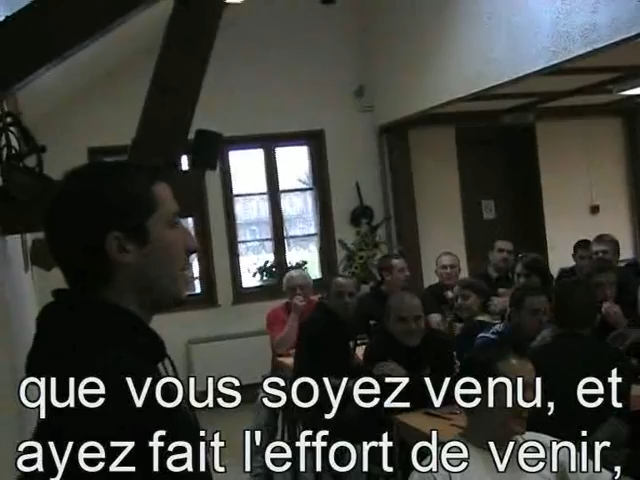 que vous soyez venu, et
ayez fait l'effort de venir,